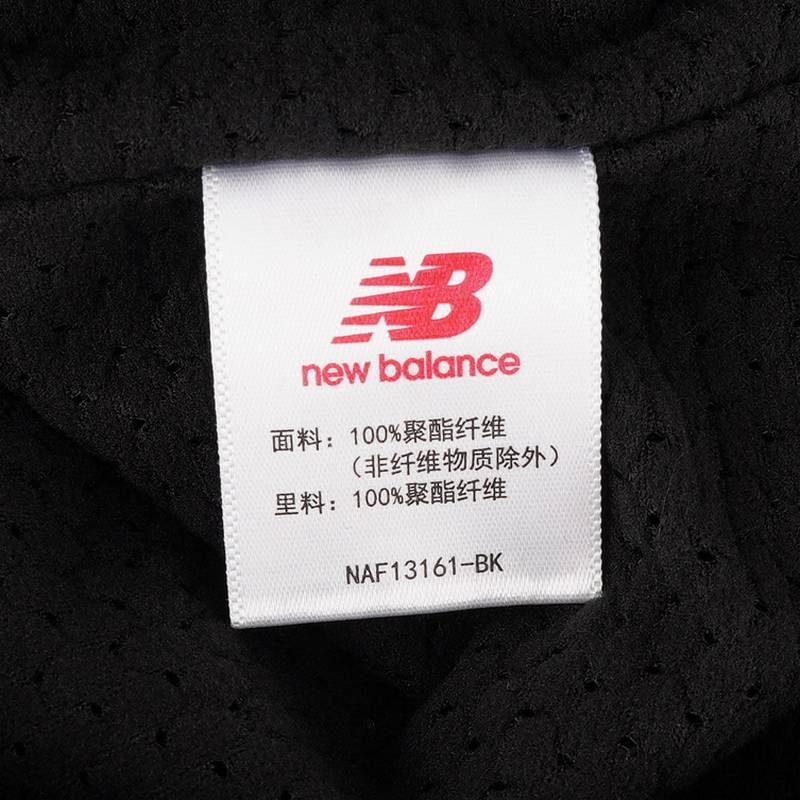 NB
new balance
面料：100%聚酯纤维
（非纤维物质除外）
里料：100%聚酯纤维
NAF13161-BK